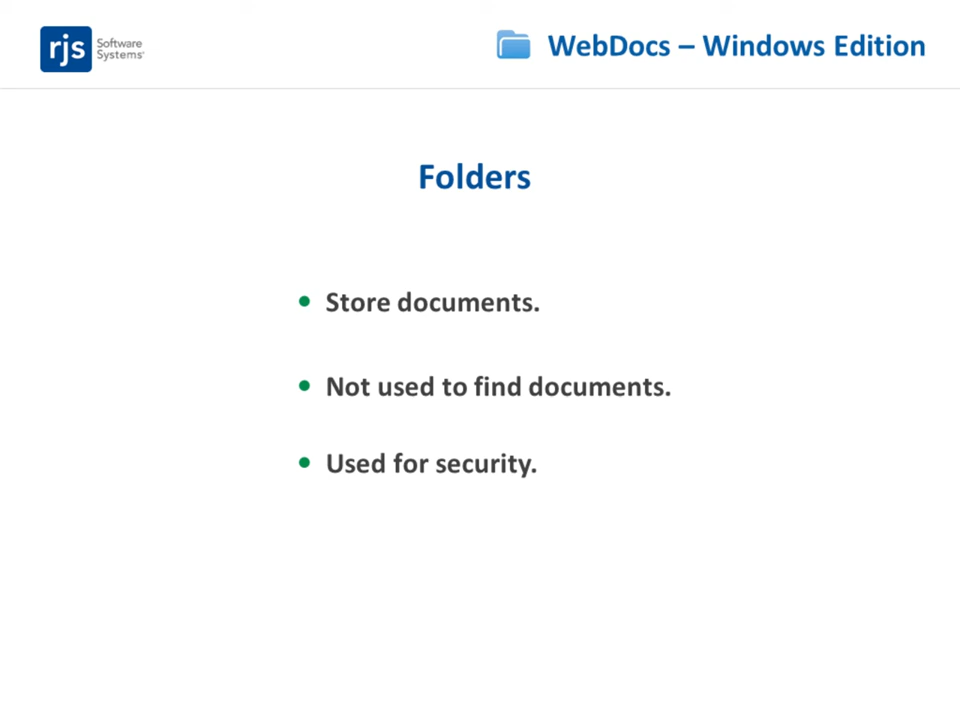 rjs Software Systems
WebDocs – Windows Edition
Folders
• Store documents.
• Not used to find documents.
• Used for security.